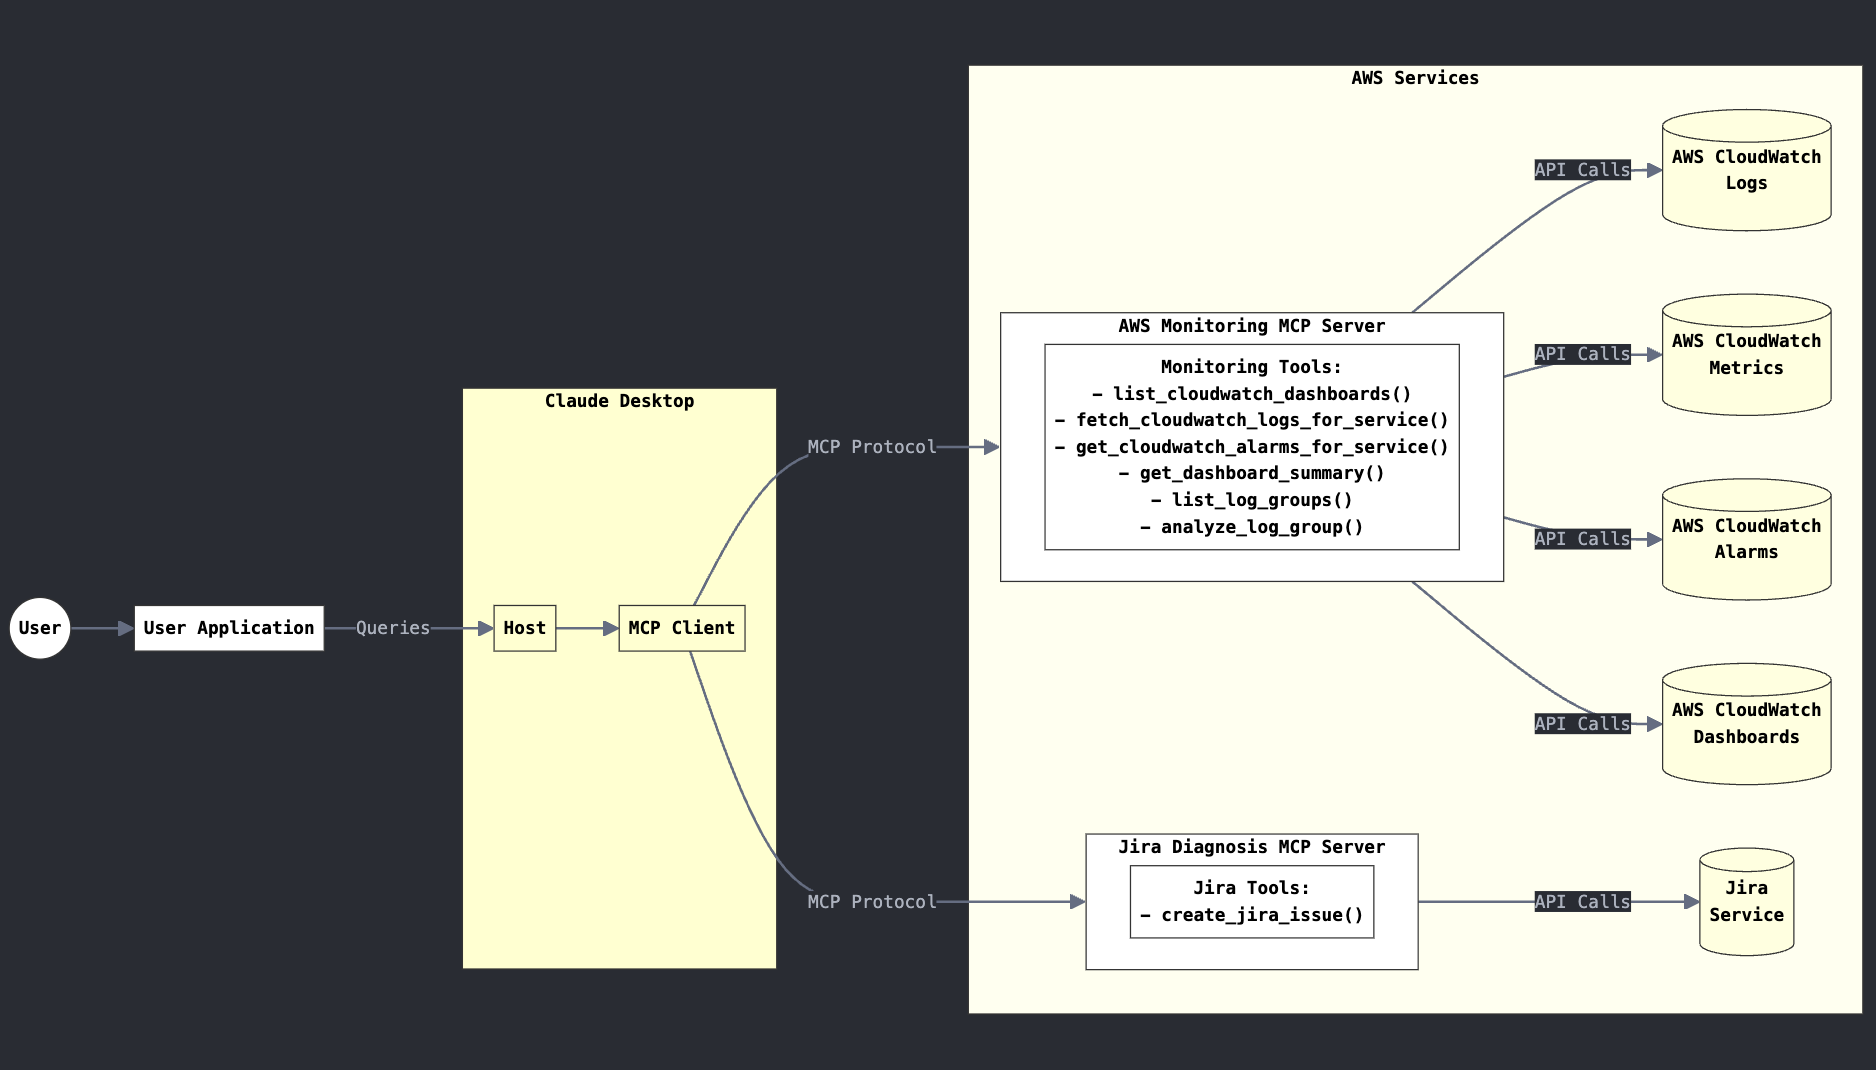 User
User Application
Queries
Claude Desktop
Host
MCP Client
MCP Protocol
MCP Protocol
AWS Services
AWS Monitoring MCP Server
Monitoring Tools:
– list_cloudwatch_dashboards()
– fetch_cloudwatch_logs_for_service()
– get_cloudwatch_alarms_for_service()
– get_dashboard_summary()
– list_log_groups()
– analyze_log_group()
API Calls
AWS CloudWatch
Logs
API Calls
AWS CloudWatch
Metrics
API Calls
AWS CloudWatch
Alarms
API Calls
AWS CloudWatch
Dashboards
Jira Diagnosis MCP Server
Jira Tools:
– create_jira_issue()
API Calls
Jira
Service